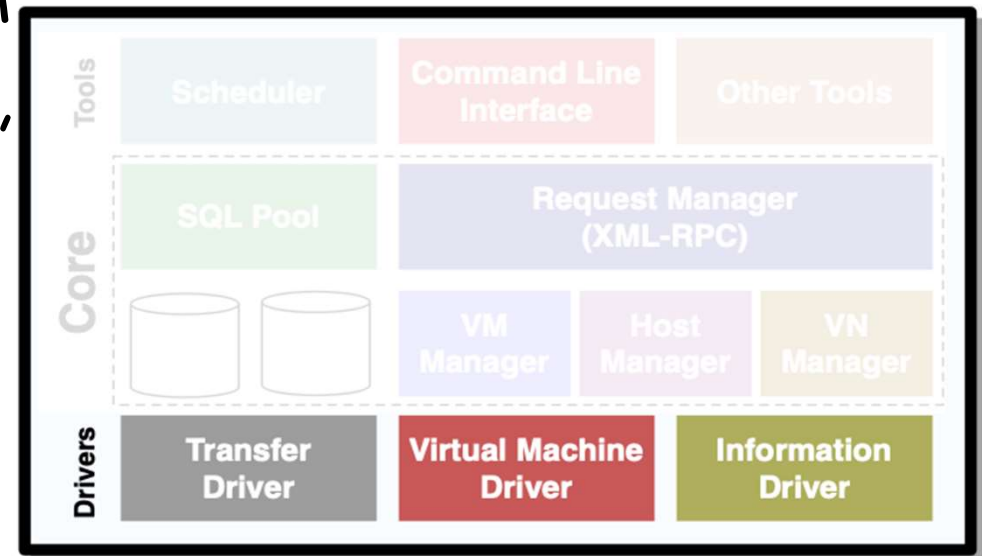 Tools
Scheduler
Command Line
Interface
Other Tools
Core
SQL Pool
Request Manager
(XML-RPC)
VM
Manager
Host
Manager
VN
Manager
Drivers
Transfer
Driver
Virtual Machine
Driver
Information
Driver